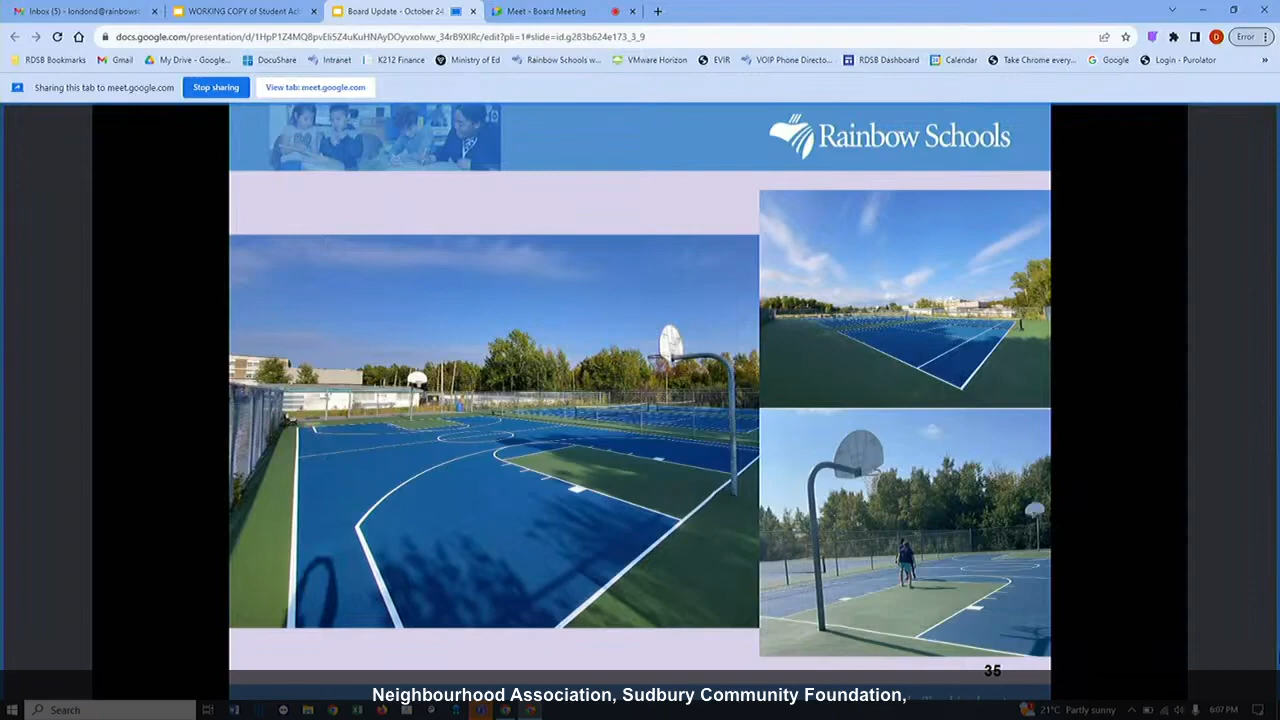 Inbox (5) - londond@rainbows
WORKING COPY of Student Ac
Board Update - October 24
Meet - Board Meeting
docs.google.com/presentation/d/1HpP1Z4MQ8pvEli5Z4uKuHNAyDOyvxoIww_34rB9XIRc/edit?pli=1#slide=id.g283b624e173_3_9
Error
RDSB Bookmarks
Gmail
My Drive - Google...
DocuShare
Intranet
K212 Finance
Ministry of Ed
Rainbow Schools w...
VMware Horizon
EVIR
VOIP Phone Directo...
RDSB Dashboard
Calendar
Take Chrome every...
Google
Login - Purolator
Sharing this tab to meet.google.com
Stop sharing
View tab: meet.google.com
Rainbow Schools
35
Neighbourhood Association, Sudbury Community Foundation,
Search
21°C Partly sunny
6:07 PM